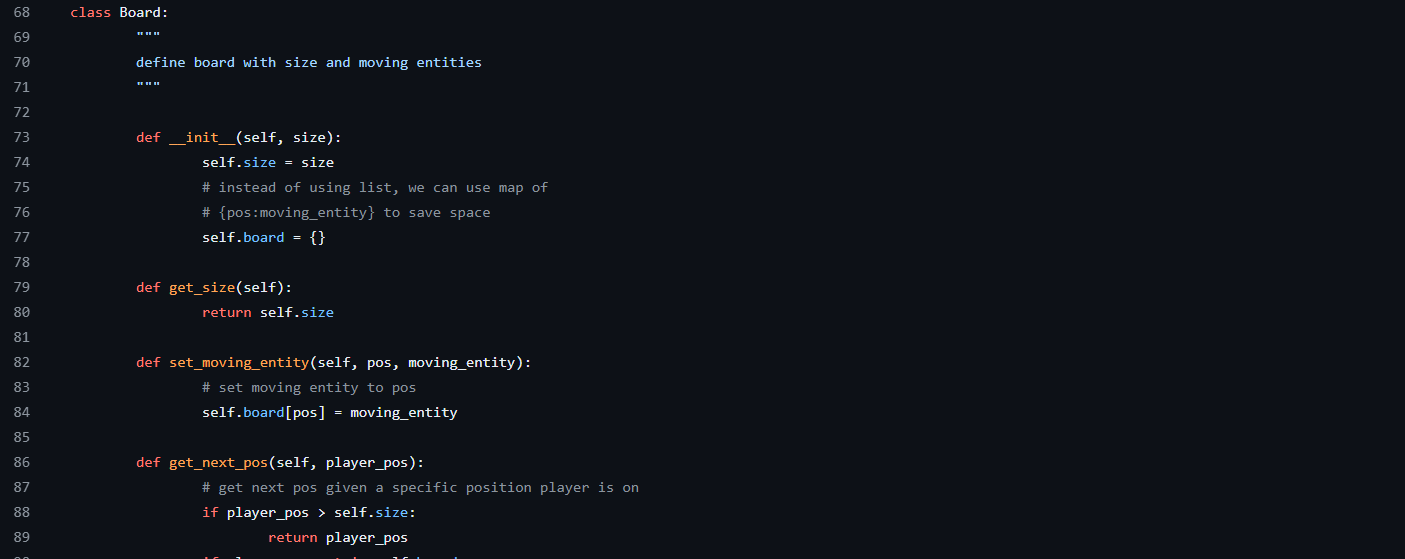 68 class Board:
69 """
70 define board with size and moving entities
71 """
72
73 def __init__(self, size):
74 self.size = size
75 # instead of using list, we can use map of
76 # {pos:moving_entity} to save space
77 self.board = {}
78
79 def get_size(self):
80 return self.size
81
82 def set_moving_entity(self, pos, moving_entity):
83 # set moving entity to pos
84 self.board[pos] = moving_entity
85
86 def get_next_pos(self, player_pos):
87 # get next pos given a specific position player is on
88 if player_pos > self.size:
89 return player_pos